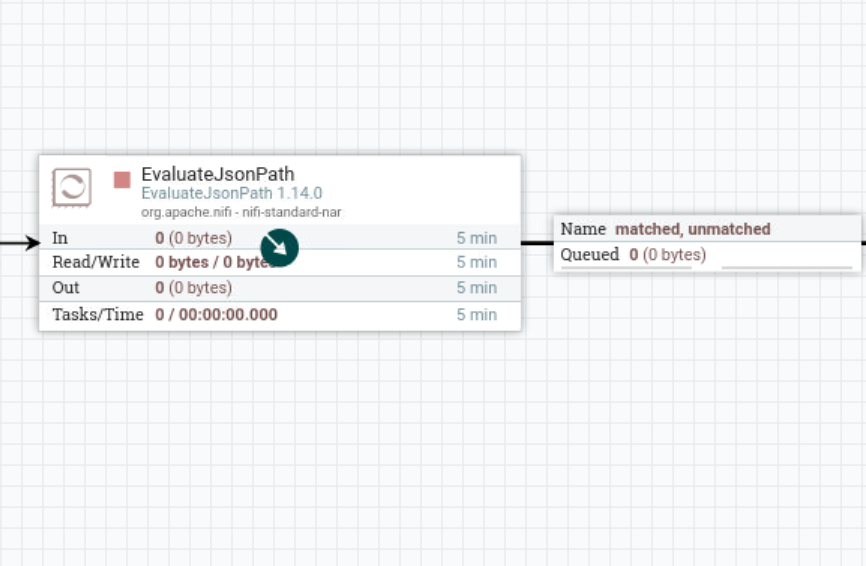 EvaluateJsonPath
EvaluateJsonPath 1.14.0
org.apache.nifi - nifi-standard-nar
In 0 (0 bytes) 5 min
Read/Write 0 bytes / 0 5 min
Out 0 (0 bytes) 5 min
Tasks/Time 0 / 00:00:00.000 5 min
Name matched, unmatched
Queued 0 (0 bytes)